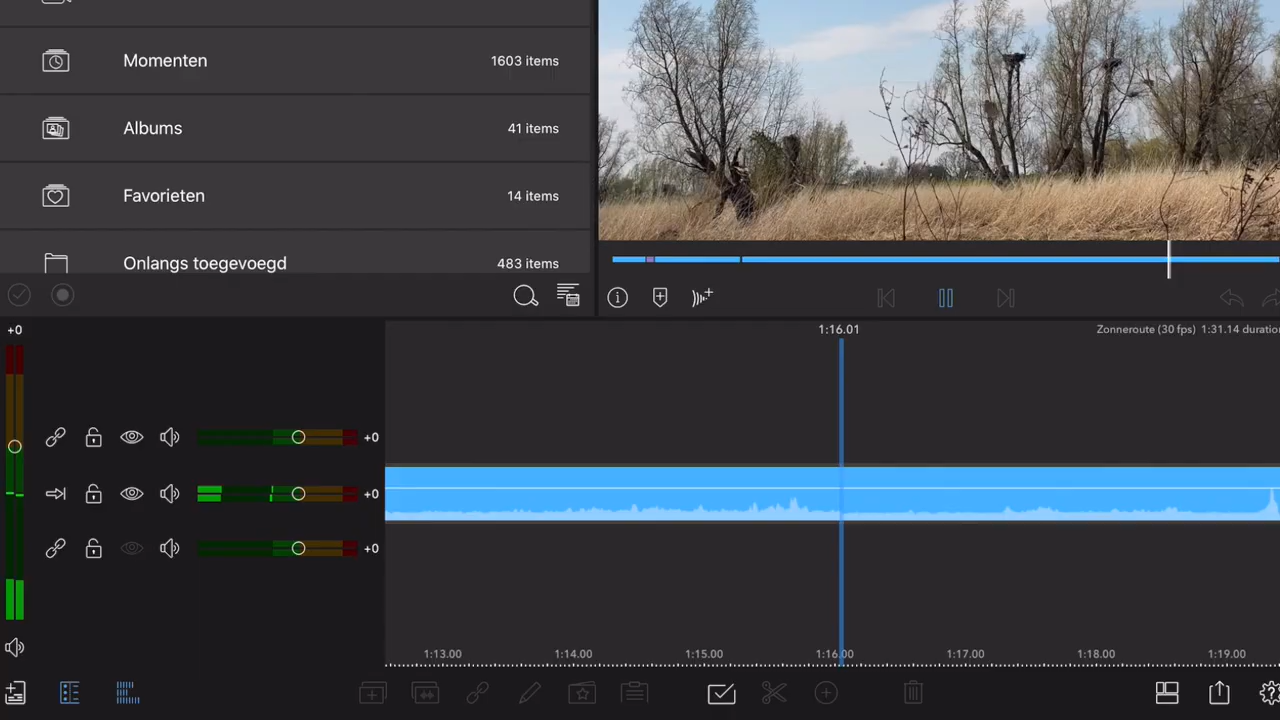 Momenten 1603 items
Albums 41 items
Favorieten 14 items
Onlangs toegevoegd 483 items
+0
1:16.01
Zonneroute (30 fps) 1:31.14 duration
+0
+0
+0
1:13.00 1:14.00 1:15.00 1:16.00 1:17.00 1:18.00 1:19.00